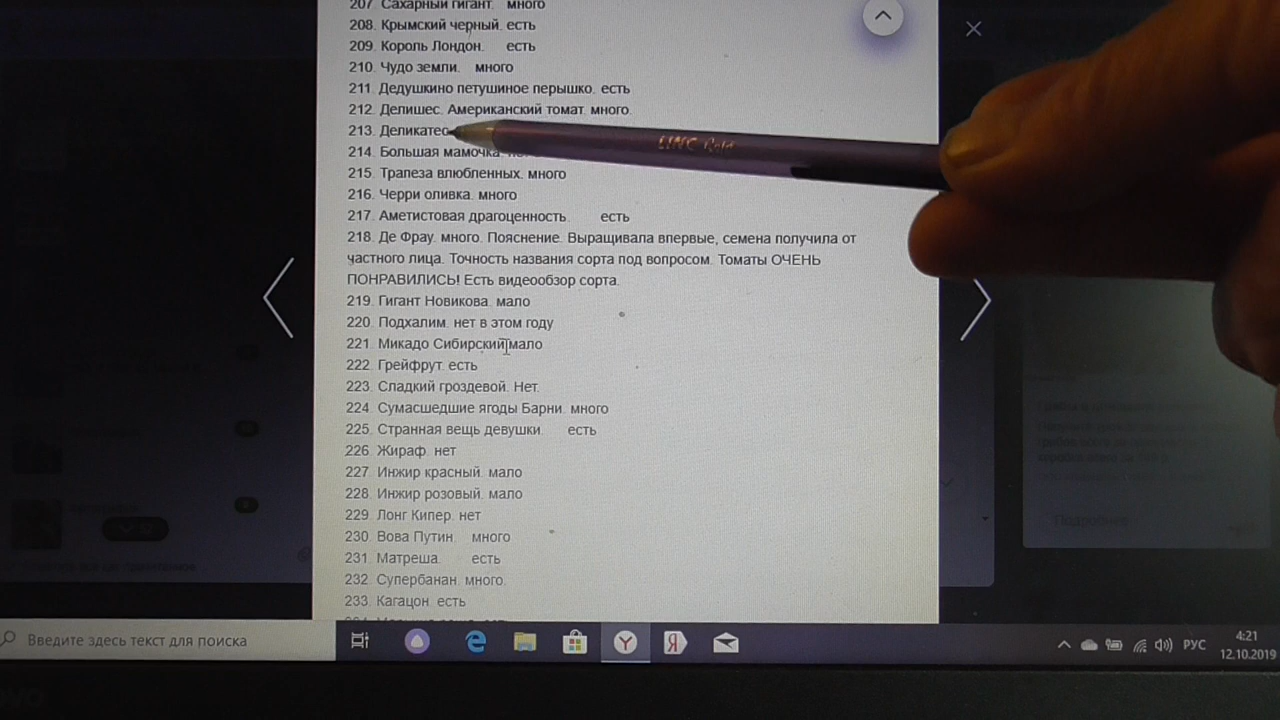 207. Сахарный гигант. много
208. Крымский черный. есть
209. Король Лондон. есть
210. Чудо земли. много
211. Дедушкино петушиное перышко. есть
212. Делишес. Американский томат. много.
213. Деликатес
214. Большая мамочка.
215. Трапеза влюбленных. много
216. Черри оливка. много
217. Аметистовая драгоценность. есть
218. Де Фрау. много. Пояснение. Выращивала впервые, семена получила от
частного лица. Точность названия сорта под вопросом. Томаты ОЧЕНЬ
ПОНРАВИЛИСЬ! Есть видеообзор сорта.
219. Гигант Новикова. мало
220. Подхалим. нет в этом году
221. Микадо Сибирский мало
222. Грейфрут. есть
223. Сладкий гроздевой. Нет.
224. Сумасшедшие ягоды Барни. много
225. Странная вещь девушки. есть
226. Жираф. нет
227. Инжир красный. мало
228. Инжир розовый. мало
229. Лонг Кипер. нет
230. Вова Путин. много
231. Матреша. есть
232. Супербанан. много.
233. Кагацон. есть
LINC Gold
Подробнее
Введите здесь текст для поиска
РУС
4:21
12.10.2019